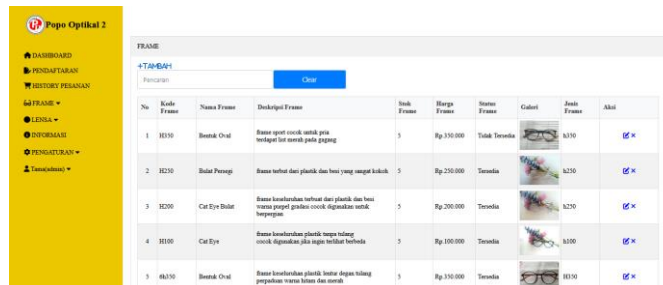 Popo Optikal 2
DASHBOARD
PENDAFTARAN
HISTORY PESANAN
FRAME
LENSA
INFORMASI
PENGATURAN
Tama(admin)
FRAME
+TAMBAH
Pencarian
Clear
No Kode Frame Nama Frame Deskripsi Frame Stok Frame Harga Frame Status Frame Galeri Jenis Frame Aksi
1 H350 Bentuk Oval frame sport cocok untuk pria 5 Rp.350.000 Tidak Tersedia h350
terdapat list merah pada gagang
2 H250 Bulat Persegi frame terbut dari plastik dan besi yang sangat kokoh 5 Rp.250.000 Tersedia h250
3 H200 Cat Eye Bulat frame keseluruhan terbuat dari plastik dan besi 5 Rp.200.000 Tersedia h250
warna purpel gradasi cocok digunakan untuk
berpergian
4 H100 Cat Eye frame keseluruhan plastik tanpa tulang 5 Rp.100.000 Tersedia h100
cocok digunakan jika ingin terlihat berbeda
5 6h350 Bentuk Oval frame keseluruhan plastik lentur degan tulang 5 Rp.350.000 Tersedia H350
perpaduan warna hitam dan merah